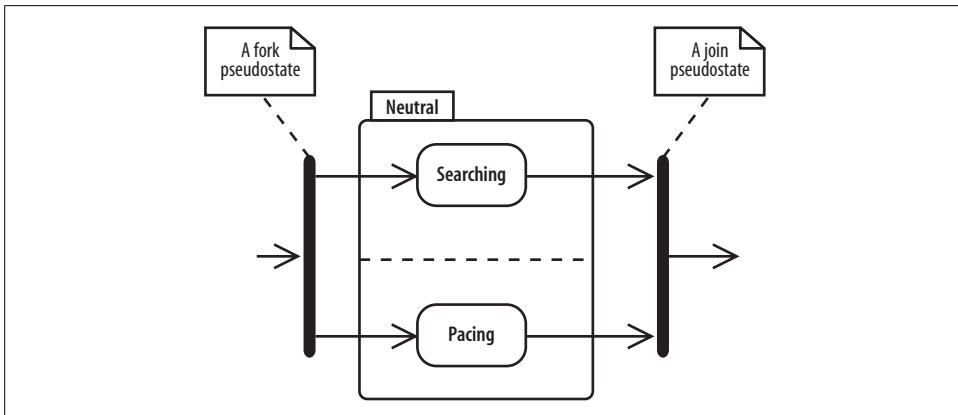 A fork
pseudostate
A join
pseudostate
Neutral
Searching
Pacing